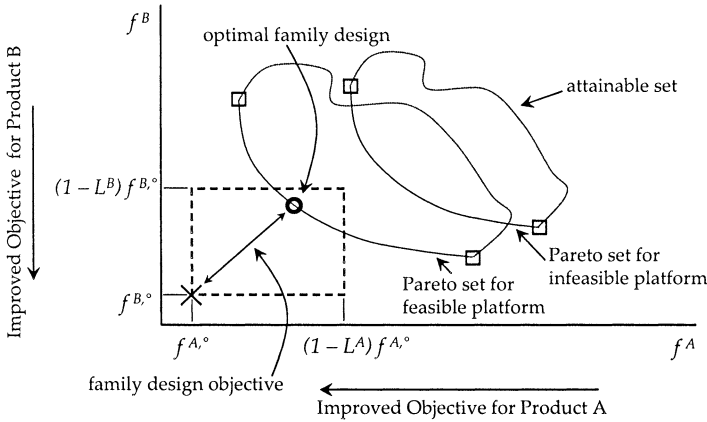 f^B
optimal family design
attainable set
Improved Objective for Product B
(1 – L^B) f^{B,°}
Pareto set for
infeasible platform
Pareto set for
feasible platform
f^{B,°}
f^{A,°}
(1 – L^A) f^{A,°}
f^A
family design objective
Improved Objective for Product A